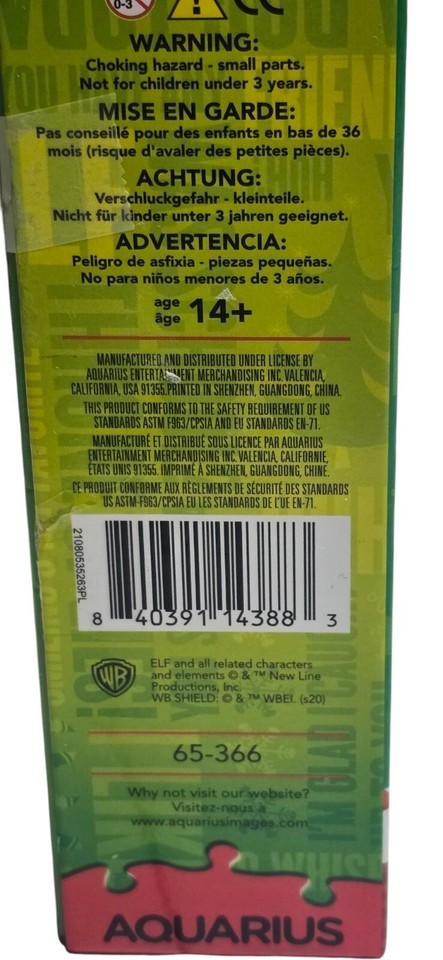 0-3
CE
WARNING:
Choking hazard - small parts.
Not for children under 3 years.
MISE EN GARDE:
Pas conseillé pour des enfants en bas de 36
mois (risque d'avaler des petites pièces).
ACHTUNG:
Verschluckgefahr - kleinteile.
Nicht für kinder unter 3 jahren geeignet.
ADVERTENCIA:
Peligro de asfixia - piezas pequeñas.
No para niños menores de 3 años.
age
âge 14+
MANUFACTURED AND DISTRIBUTED UNDER LICENSE BY
AQUARIUS ENTERTAINMENT MERCHANDISING INC. VALENCIA,
CALIFORNIA, USA 91355.PRINTED IN SHENZHEN, GUANGDONG, CHINA.
THIS PRODUCT CONFORMS TO THE SAFETY REQUIREMENT OF US
STANDARDS ASTM F963/CPSIA AND EU STANDARDS EN-71.
MANUFACTURÉ ET DISTRIBUÉ SOUS LICENCE PAR AQUARIUS
ENTERTAINMENT MERCHANDISING INC. VALENCIA, CALIFORNIE,
ÉTATS UNIS 91355. IMPRIMÉ À SHENZHEN, GUANGDONG, CHINE.
CE PRODUIT CONFORME AUX RÈGLEMENTS DE SÉCURITÉ DES STANDARDS
US ASTM-F963/CPSIA EU LES STANDARDS DE L'UE EN-71.
21080535263PL
8 40391 14388 3
WB
ELF and all related characters
and elements © & ™ New Line
Productions, Inc.
WB SHIELD: © & ™ WBEI. (s20)
65-366
Why not visit our website?
Visitez-nous à
www.aquariusimages.com
AQUARIUS